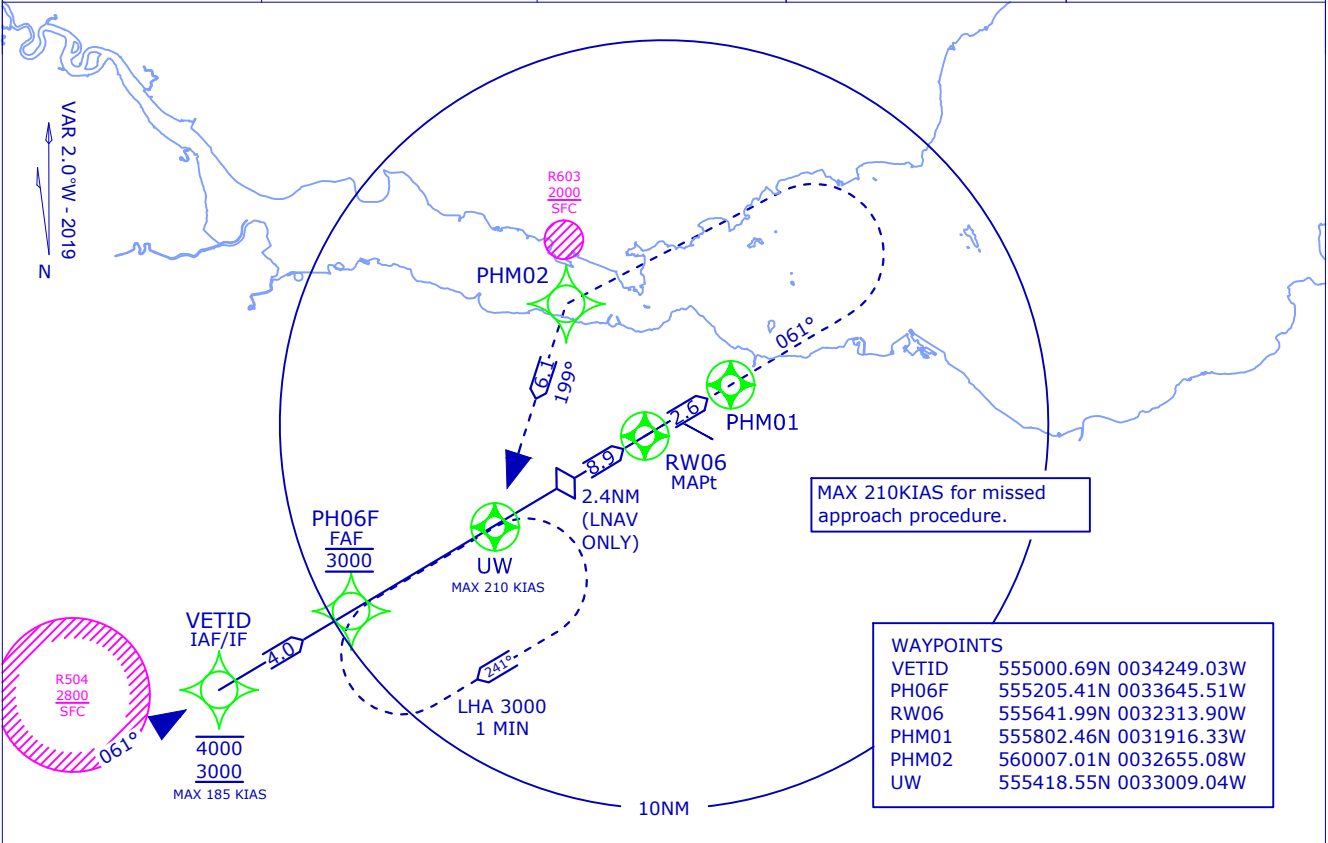 VAR 2.0°W - 2019
N
R603
2000
SFC
PHM02
061°
6.1
199°
PHM01
2.6
RW06
MAPt
8.9
2.4NM
(LNAV
ONLY)
MAX 210KIAS for missed
approach procedure.
PH06F
FAF
3000
UW
MAX 210 KIAS
VETID
IAF/IF
4.0
241°
LHA 3000
1 MIN
R504
2800
SFC
061°
4000
3000
MAX 185 KIAS
10NM
WAYPOINTS
VETID 555000.69N 0034249.03W
PH06F 555205.41N 0033645.51W
RW06 555641.99N 0032313.90W
PHM01 555802.46N 0031916.33W
PHM02 560007.01N 0032655.08W
UW 555418.55N 0033009.04W